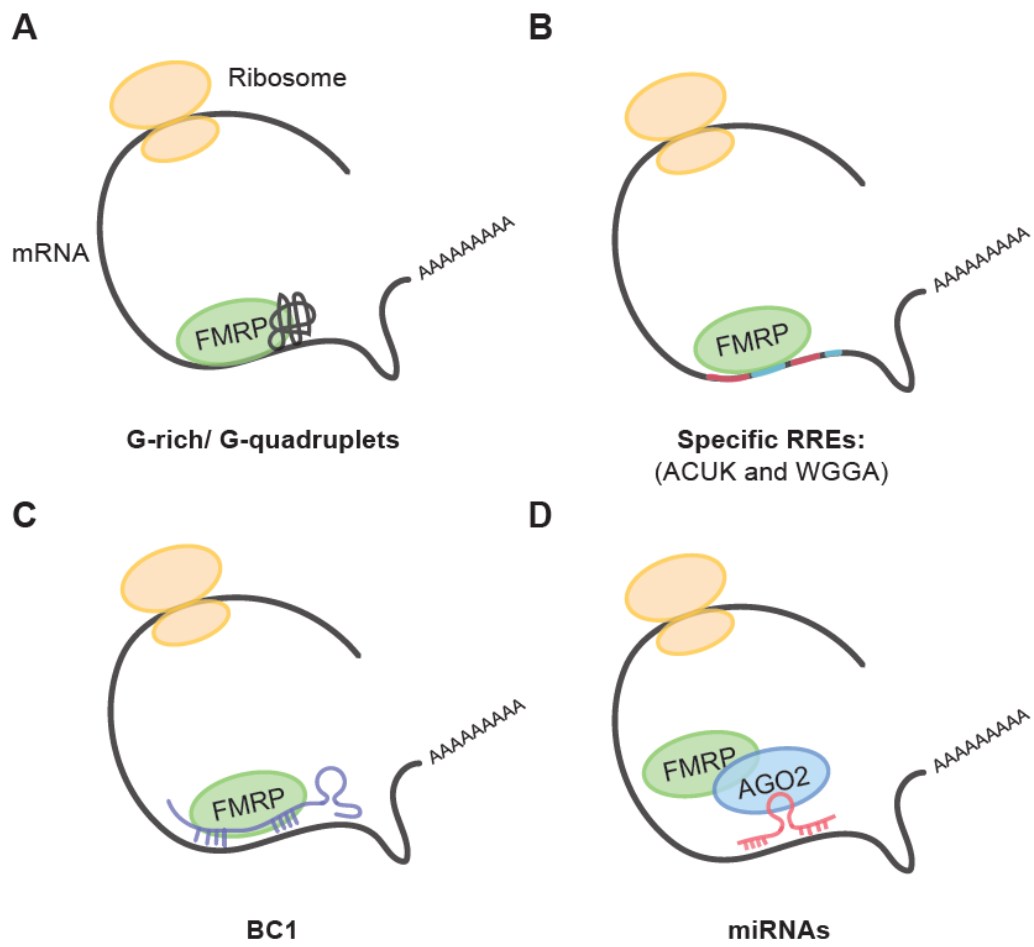 A
Ribosome
mRNA
AAAAAAAAA
FMRP
G-rich/ G-quadruplets
B
AAAAAAAAA
FMRP
Specific RREs:
(ACUK and WGGA)
C
AAAAAAAAA
FMRP
BC1
D
AAAAAAAAA
FMRP
AGO2
miRNAs